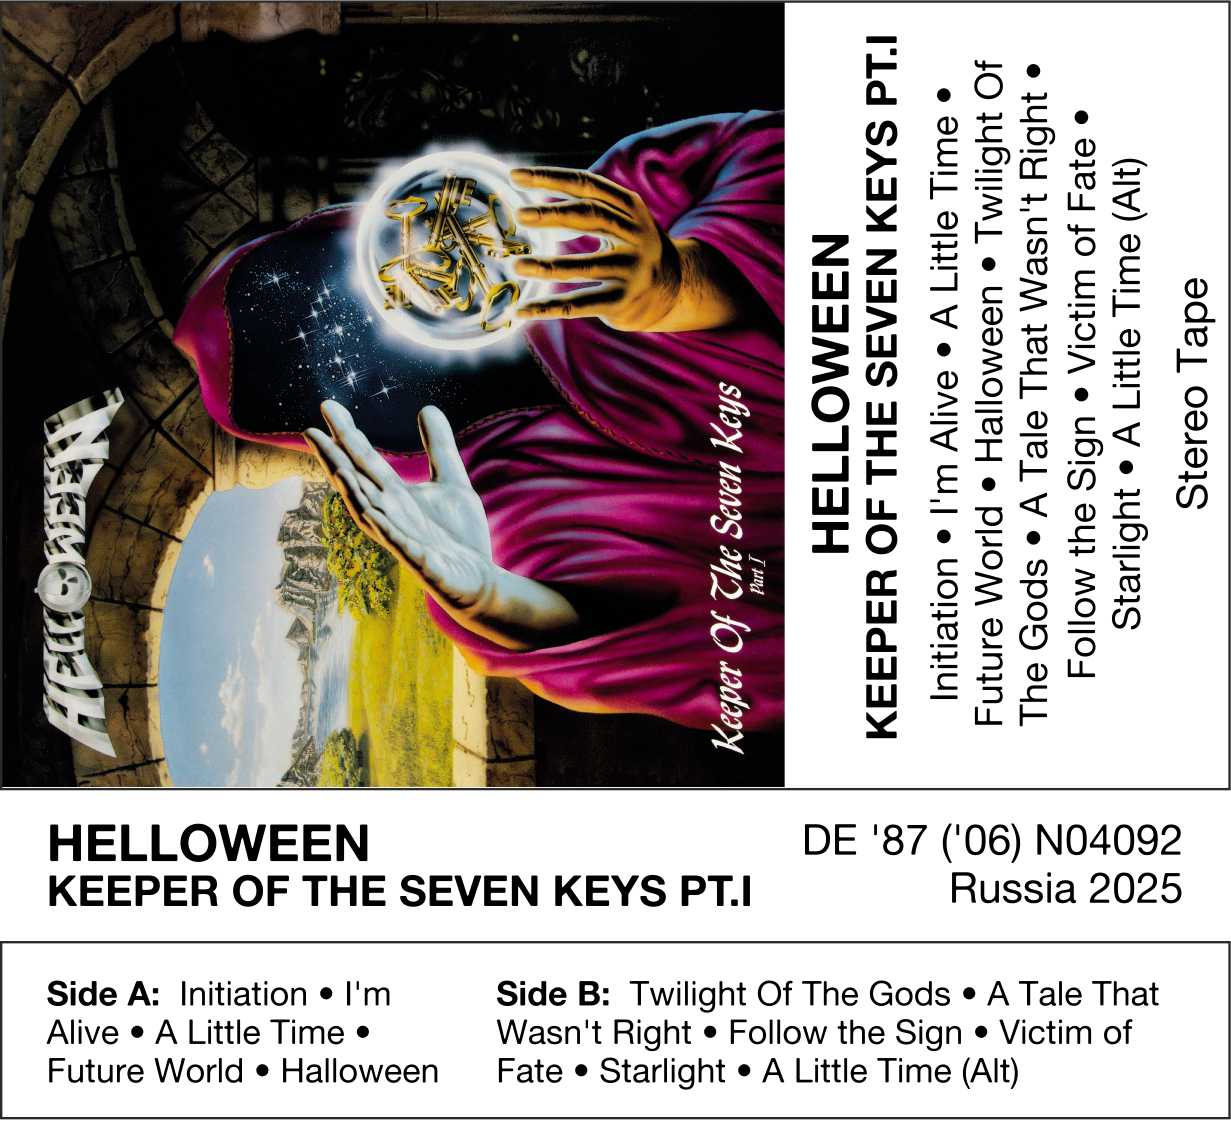 HELLOWEEN
Keeper Of The Seven Keys
Part I
HELLOWEEN
KEEPER OF THE SEVEN KEYS PT.I
Initiation • I'm Alive • A Little Time •
Future World • Halloween • Twilight Of
The Gods • A Tale That Wasn't Right •
Follow the Sign • Victim of Fate •
Starlight • A Little Time (Alt)
Stereo Tape
HELLOWEEN
KEEPER OF THE SEVEN KEYS PT.I
DE '87 ('06) N04092
Russia 2025
Side A: Initiation • I'm
Alive • A Little Time •
Future World • Halloween
Side B: Twilight Of The Gods • A Tale That
Wasn't Right • Follow the Sign • Victim of
Fate • Starlight • A Little Time (Alt)